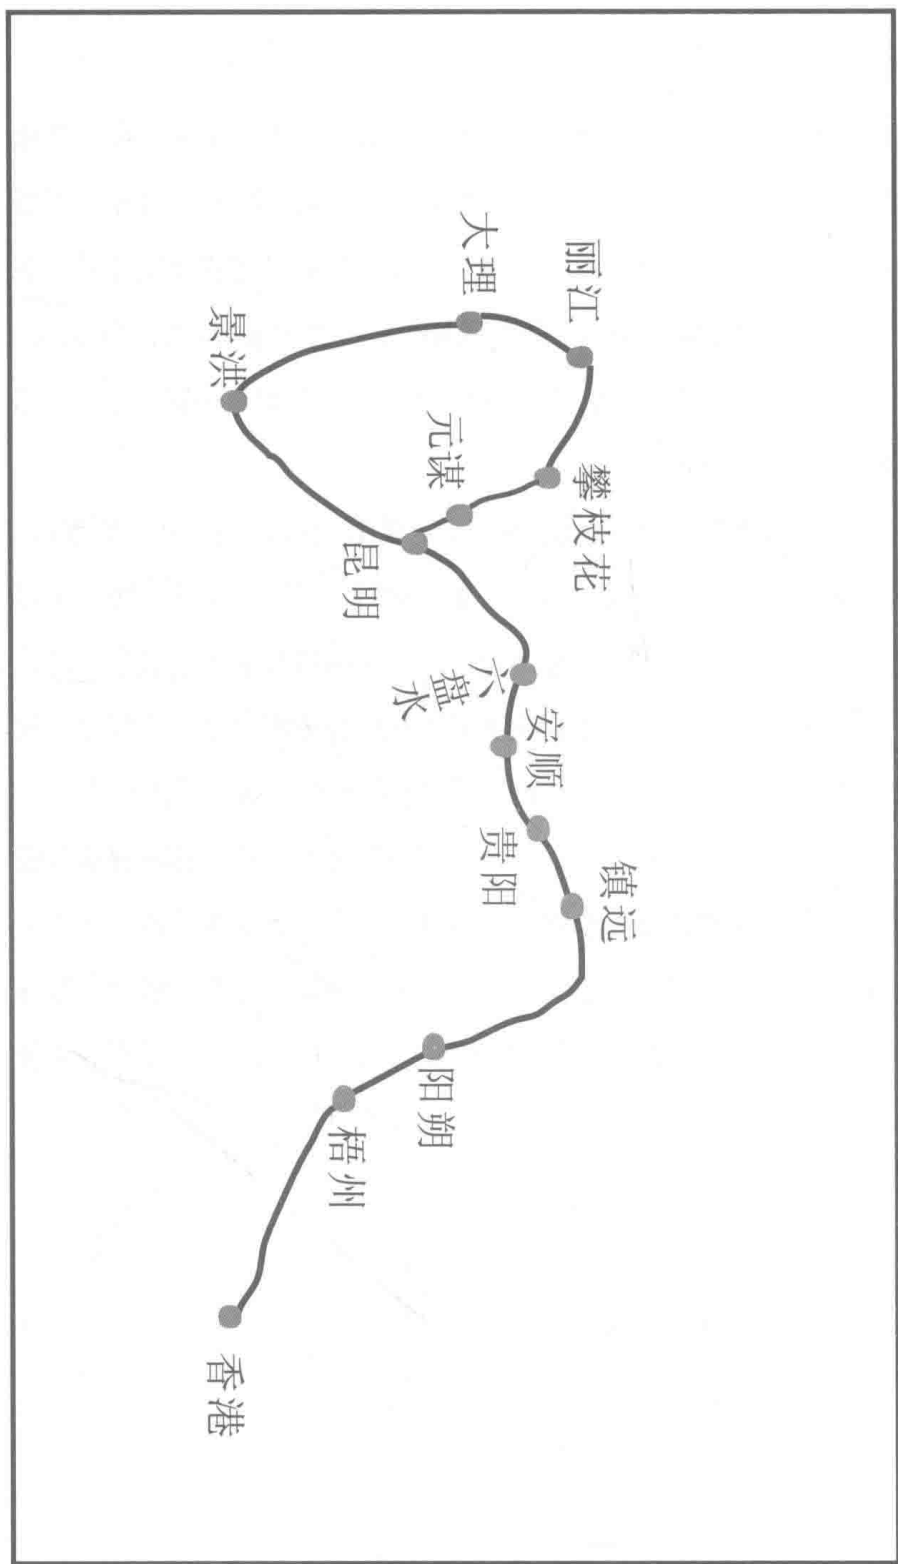 丽江
大理
攀枝花
景洪
元谋
昆明
六盘水
安顺
贵阳
镇远
阳朔
梧州
香港